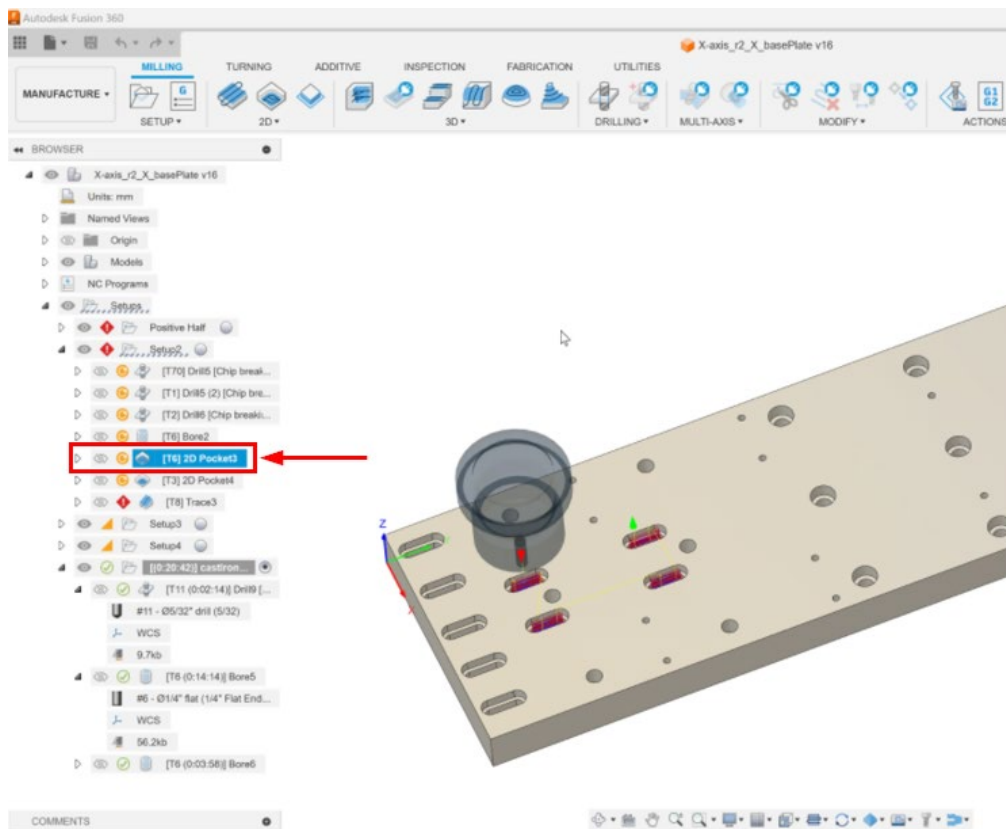 Autodesk Fusion 360
X-axis_r2_X_basePlate v16
MILLING TURNING ADDITIVE INSPECTION FABRICATION UTILITIES
MANUFACTURE
G
G1
G2
SETUP 2D 3D DRILLING MULTI-AXIS MODIFY ACTIONS
BROWSER
X-axis_r2_X_basePlate v16
Units: mm
Named Views
Origin
Models
NC Programs
Setups
Positive Half
Setup2
[T70] Drill5 [Chip break...
[T1] Drill5 (2) [Chip bre...
[T2] Drill6 [Chip breaki...
[T6] Bore2
[T6] 2D Pocket3
[T3] 2D Pocket4
[T8] Trace3
Setup3
Setup4
[(0:20:42)] castIron...
[T11 (0:02:14)] Drill9 [...
#11 - Ø5/32" drill (5/32)
WCS
9.7kb
[T6 (0:14:14)] Bore5
#6 - Ø1/4" flat (1/4" Flat End...
WCS
56.2kb
[T6 (0:03:58)] Bore6
Z
X
COMMENTS